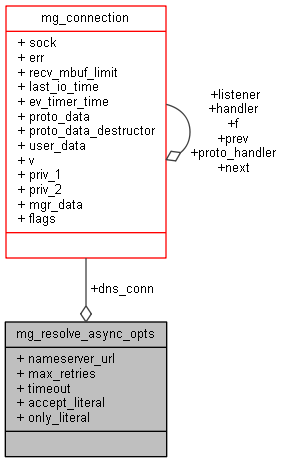 mg_connection
+ sock
+ err
+ recv_mbuf_limit
+ last_io_time
+ ev_timer_time
+ proto_data
+ proto_data_destructor
+ user_data
+ v
+ priv_1
+ priv_2
+ mgr_data
+ flags
+listener
+handler
+f
+prev
+proto_handler
+next
+dns_conn
mg_resolve_async_opts
+ nameserver_url
+ max_retries
+ timeout
+ accept_literal
+ only_literal